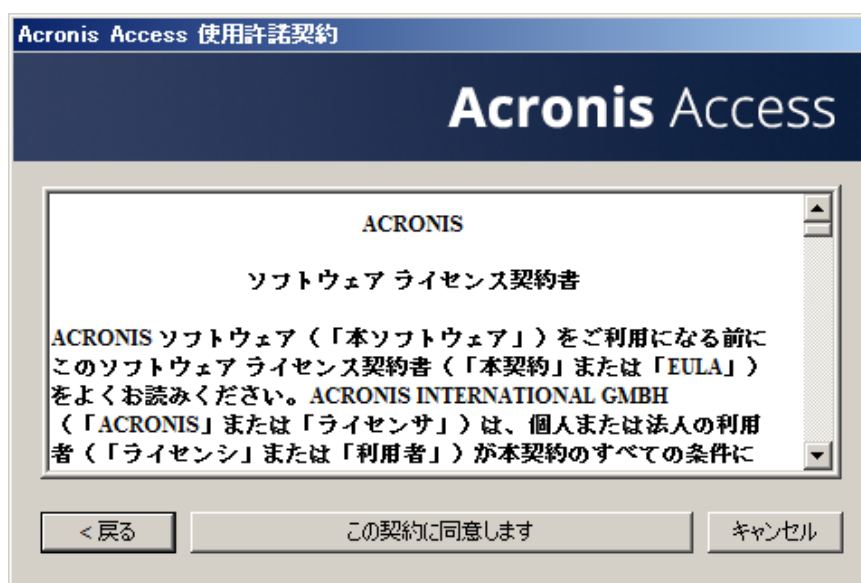 Acronis Access 使用許諾契約
Acronis Access
ACRONIS
ソフトウェア ライセンス契約書
ACRONIS ソフトウェア（「本ソフトウェア」）をご利用になる前に
このソフトウェア ライセンス契約書（「本契約」または「EULA」）
をよくお読みください。ACRONIS INTERNATIONAL GMBH
（「ACRONIS」または「ライセンサ」）は、個人または法人の利用
者（「ライセンシ」または「利用者」）が本契約のすべての条件に
< 戻る
この契約に同意します
キャンセル